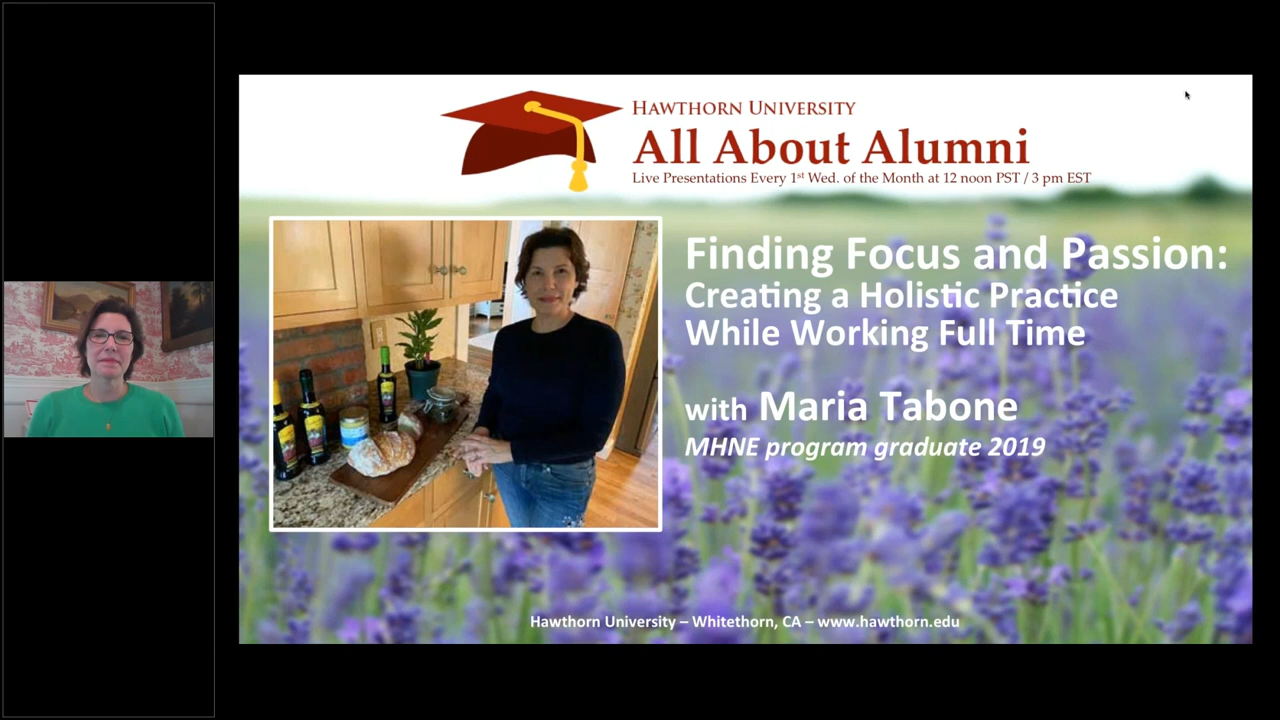 HAWTHORN UNIVERSITY
All About Alumni
Live Presentations Every 1st Wed. of the Month at 12 noon PST / 3 pm EST
Finding Focus and Passion:
Creating a Holistic Practice
While Working Full Time
with Maria Tabone
MHNE program graduate 2019
Hawthorn University – Whitethorn, CA – www.hawthorn.edu